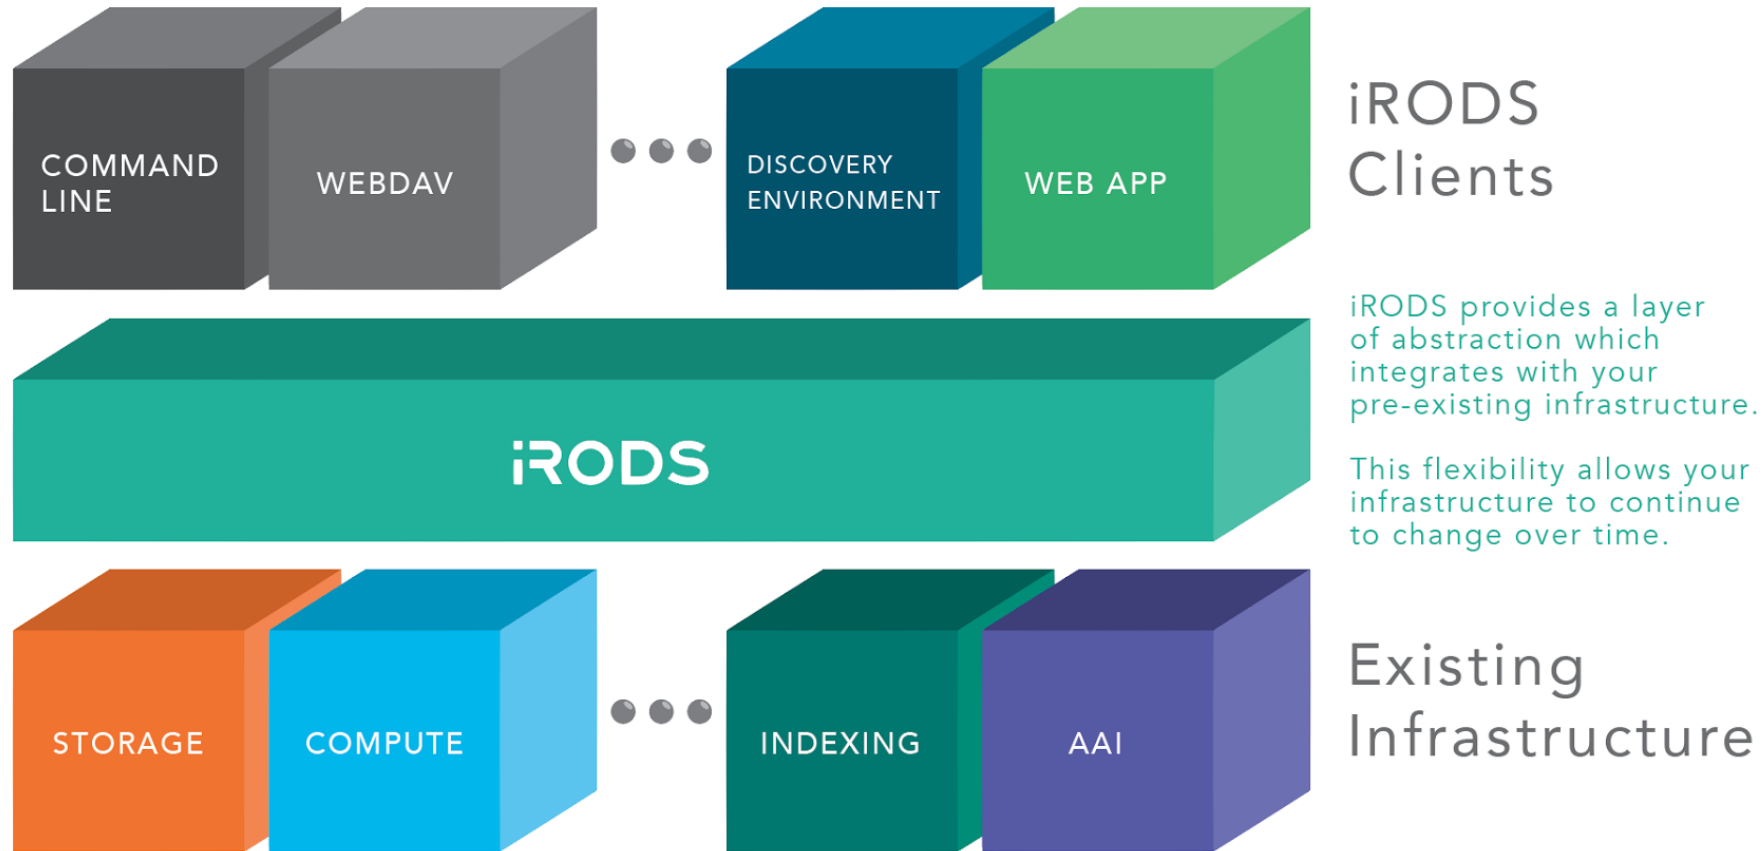 COMMAND
LINE
WEBDAV
DISCOVERY
ENVIRONMENT
WEB APP
iRODS
Clients
iRODS provides a layer
of abstraction which
integrates with your
pre-existing infrastructure.
This flexibility allows your
infrastructure to continue
to change over time.
iRODS
STORAGE
COMPUTE
INDEXING
AAI
Existing
Infrastructure